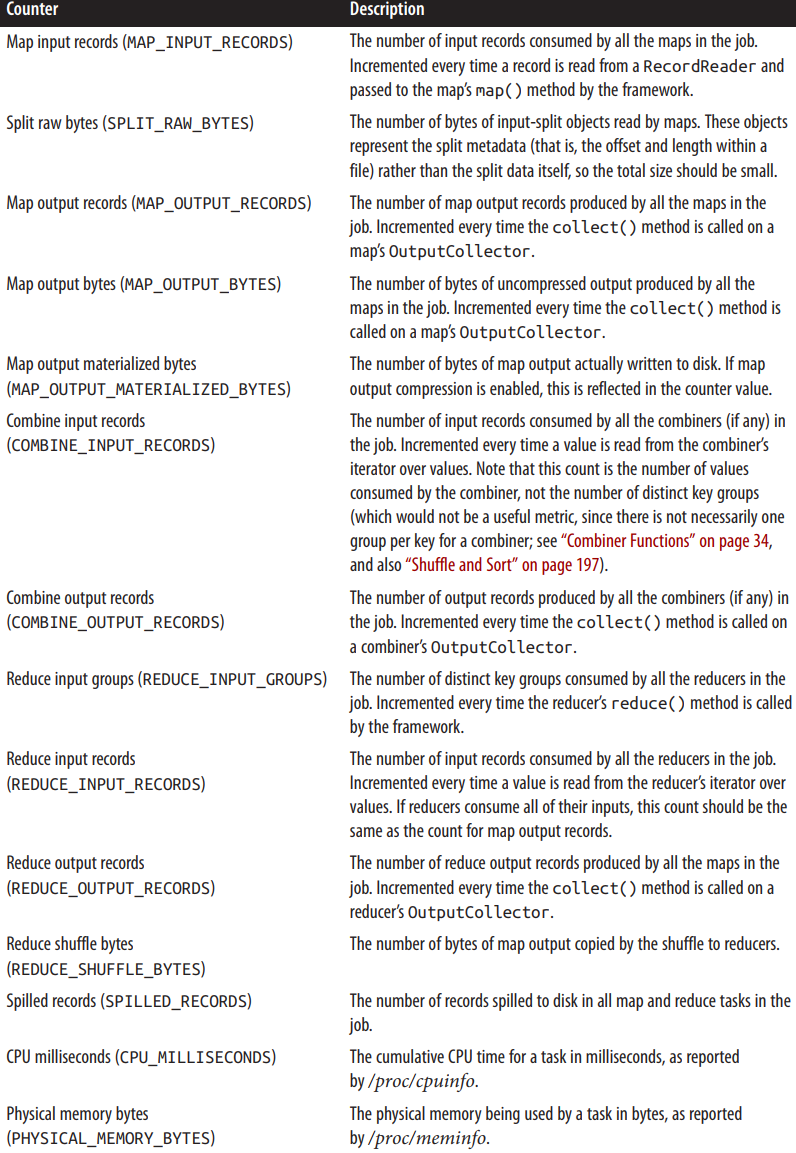 Counter Description
Map input records (MAP_INPUT_RECORDS) The number of input records consumed by all the maps in the job.
Incremented every time a record is read from a RecordReader and
passed to the map's map() method by the framework.
Split raw bytes (SPLIT_RAW_BYTES) The number of bytes of input-split objects read by maps. These objects
represent the split metadata (that is, the offset and length within a
file) rather than the split data itself, so the total size should be small.
Map output records (MAP_OUTPUT_RECORDS) The number of map output records produced by all the maps in the
job. Incremented every time the collect() method is called on a
map's OutputCollector.
Map output bytes (MAP_OUTPUT_BYTES) The number of bytes of uncompressed output produced by all the
maps in the job. Incremented every time the collect() method is
called on a map's OutputCollector.
Map output materialized bytes The number of bytes of map output actually written to disk. If map
(MAP_OUTPUT_MATERIALIZED_BYTES) output compression is enabled, this is reflected in the counter value.
Combine input records The number of input records consumed by all the combiners (if any) in
(COMBINE_INPUT_RECORDS) the job. Incremented every time a value is read from the combiner's
iterator over values. Note that this count is the number of values
consumed by the combiner, not the number of distinct key groups
(which would not be a useful metric, since there is not necessarily one
group per key for a combiner; see “Combiner Functions” on page 34,
and also “Shuffle and Sort” on page 197).
Combine output records The number of output records produced by all the combiners (if any) in
(COMBINE_OUTPUT_RECORDS) the job. Incremented every time the collect() method is called on
a combiner's OutputCollector.
Reduce input groups (REDUCE_INPUT_GROUPS) The number of distinct key groups consumed by all the reducers in the
job. Incremented every time the reducer's reduce() method is called
by the framework.
Reduce input records The number of input records consumed by all the reducers in the job.
(REDUCE_INPUT_RECORDS) Incremented every time a value is read from the reducer's iterator over
values. If reducers consume all of their inputs, this count should be the
same as the count for map output records.
Reduce output records The number of reduce output records produced by all the maps in the
(REDUCE_OUTPUT_RECORDS) job. Incremented every time the collect() method is called on a
reducer's OutputCollector.
Reduce shuffle bytes The number of bytes of map output copied by the shuffle to reducers.
(REDUCE_SHUFFLE_BYTES)
Spilled records (SPILLED_RECORDS) The number of records spilled to disk in all map and reduce tasks in the
job.
CPU milliseconds (CPU_MILLISECONDS) The cumulative CPU time for a task in milliseconds, as reported
by /proc/cpuinfo.
Physical memory bytes The physical memory being used by a task in bytes, as reported
(PHYSICAL_MEMORY_BYTES) by /proc/meminfo.